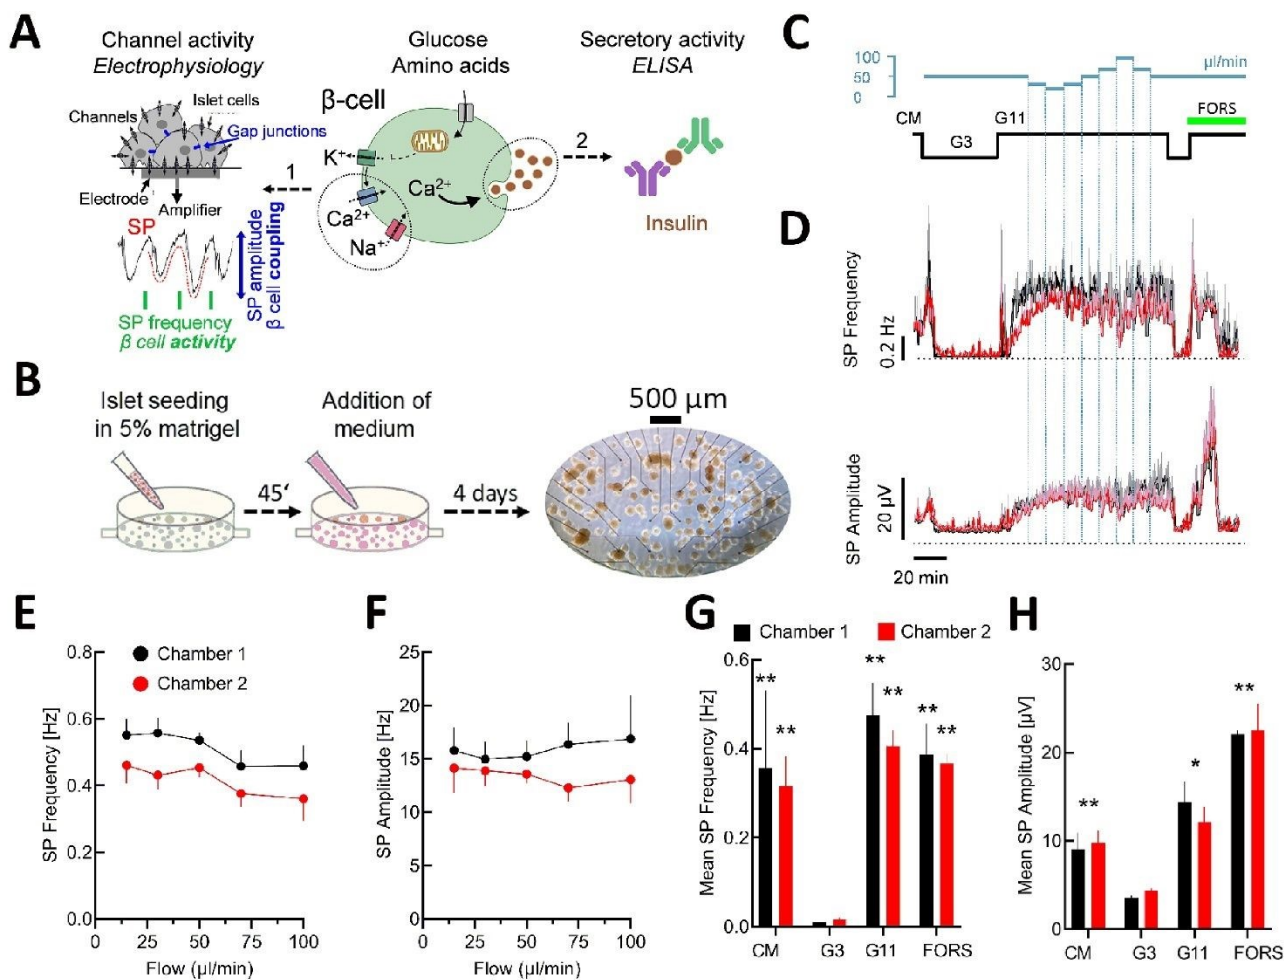 A
Channel activity
Electrophysiology
Glucose
Amino acids
Secretory activity
ELISA
Islet cells
Channels
Gap junctions
Electrode
Amplifier
SP
SP amplitude
β cell coupling
SP frequency
β cell activity
1
β-cell
K+
Ca2+
Ca2+
Na+
2
Insulin
B
Islet seeding
in 5% matrigel
45‘
Addition of
medium
4 days
500 µm
C
100
50
0
µl/min
CM
G3
G11
FORS
D
SP Frequency
0.2 Hz
SP Amplitude
20 µV
20 min
E
SP Frequency [Hz]
0.8
0.6
0.4
0.2
0.0
Chamber 1
Chamber 2
0 25 50 75 100
Flow (µl/min)
F
SP Amplitude [Hz]
25
20
15
10
5
0
0 25 50 75 100
Flow (µl/min)
G
Chamber 1
Chamber 2
Mean SP Frequency [Hz]
0.6
0.4
0.2
0.0
** ** ** ** ** **
CM G3 G11 FORS
H
Mean SP Amplitude [µV]
30
20
10
0
** * **
CM G3 G11 FORS